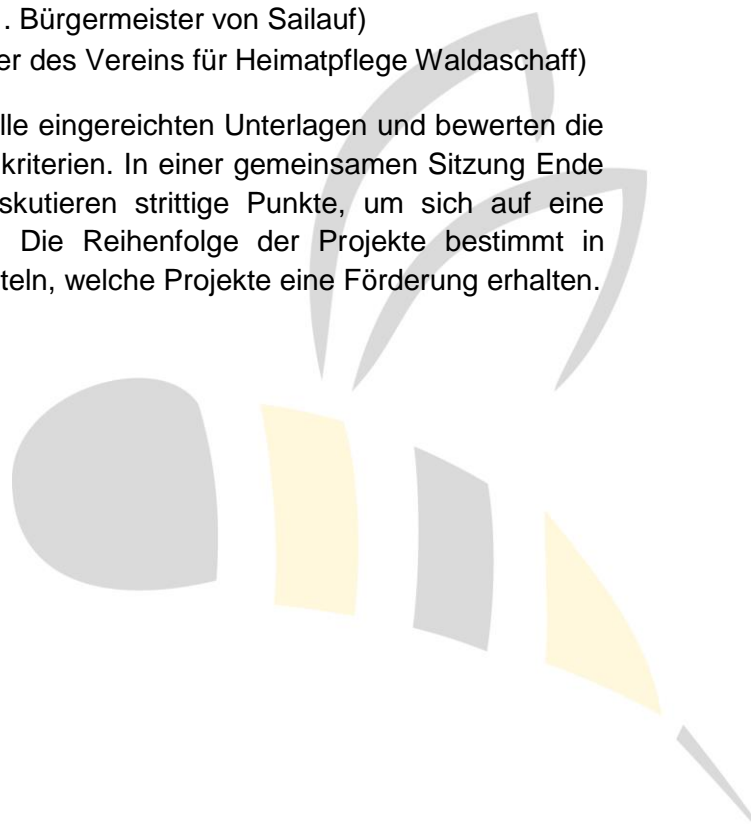 . Bürgermeister von Sailauf)
er des Vereins für Heimatpflege Waldaschaff)
lle eingereichten Unterlagen und bewerten die
kriterien. In einer gemeinsamen Sitzung Ende
skutieren strittige Punkte, um sich auf eine
Die Reihenfolge der Projekte bestimmt in
teln, welche Projekte eine Förderung erhalten.